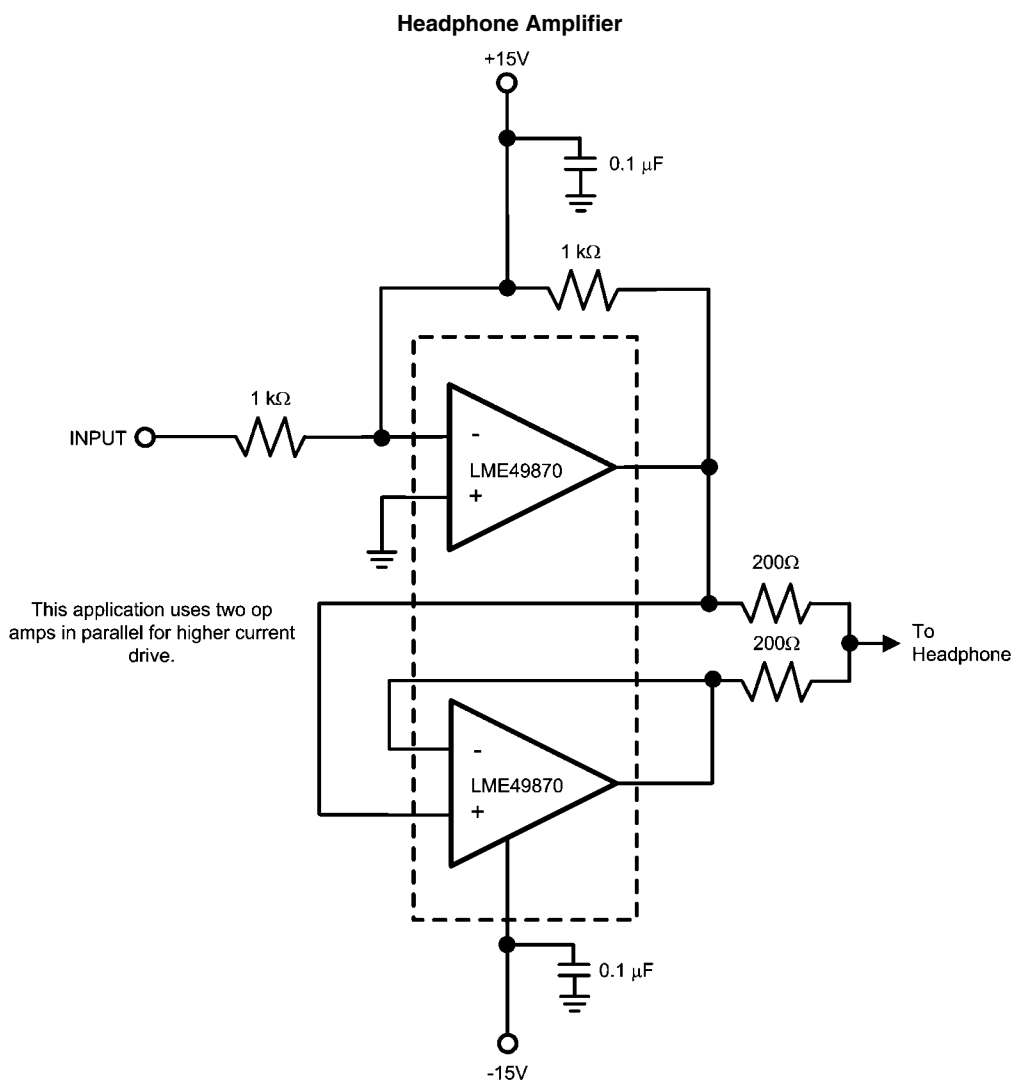 Headphone Amplifier
+15V
0.1 μF
1 kΩ
1 kΩ
INPUT
-
LME49870
+
200Ω
This application uses two op
amps in parallel for higher current
drive.
To
Headphone
200Ω
-
LME49870
+
0.1 μF
-15V